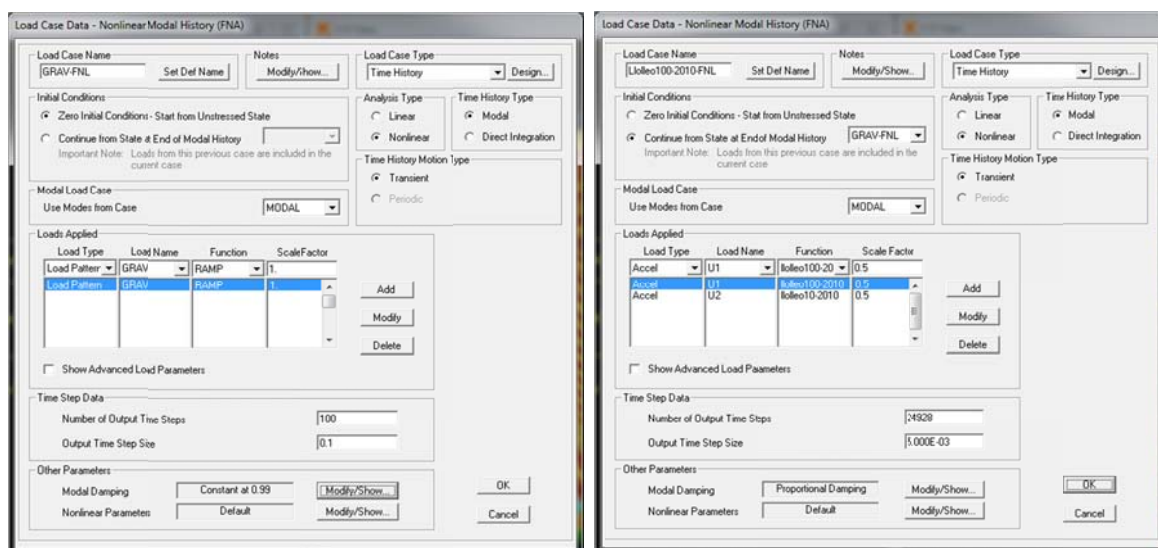 Load Case Data - Nonlinear Modal History (FNA)
Load Case Name
GRAV-FNL
Set Def Name
Notes
Modify/Show...
Load Case Type
Time History
Design...
Initial Conditions
Zero Initial Conditions - Start from Unstressed State
Continue from State at End of Modal History
Important Note: Loads from this previous case are included in the
current case
Analysis Type
Linear
Nonlinear
Time History Type
Modal
Direct Integration
Time History Motion Type
Transient
Periodic
Modal Load Case
Use Modes from Case
MODAL
Loads Applied
Load Type Load Name Function Scale Factor
Load Pattern GRAV RAMP 1.
Load Pattern GRAV RAMP 1.
Add
Modify
Delete
Show Advanced Load Parameters
Time Step Data
Number of Output Time Steps 100
Output Time Step Size 0.1
Other Parameters
Modal Damping Constant at 0.99 Modify/Show...
Nonlinear Parameters Default Modify/Show...
OK
Cancel
Load Case Data - Nonlinear Modal History (FNA)
Load Case Name
Llolleo100-2010-FNL
Set Def Name
Notes
Modify/Show...
Load Case Type
Time History
Design...
Initial Conditions
Zero Initial Conditions - Start from Unstressed State
Continue from State at End of Modal History GRAV-FNL
Important Note: Loads from this previous case are included in the
current case
Analysis Type
Linear
Nonlinear
Time History Type
Modal
Direct Integration
Time History Motion Type
Transient
Periodic
Modal Load Case
Use Modes from Case
MODAL
Loads Applied
Load Type Load Name Function Scale Factor
Accel U1 llolleo100-20 0.5
Accel U1 llolleo100-2010 0.5
Accel U2 llolleo10-2010 0.5
Add
Modify
Delete
Show Advanced Load Parameters
Time Step Data
Number of Output Time Steps 24928
Output Time Step Size 5.000E-03
Other Parameters
Modal Damping Proportional Damping Modify/Show...
Nonlinear Parameters Default Modify/Show...
OK
Cancel